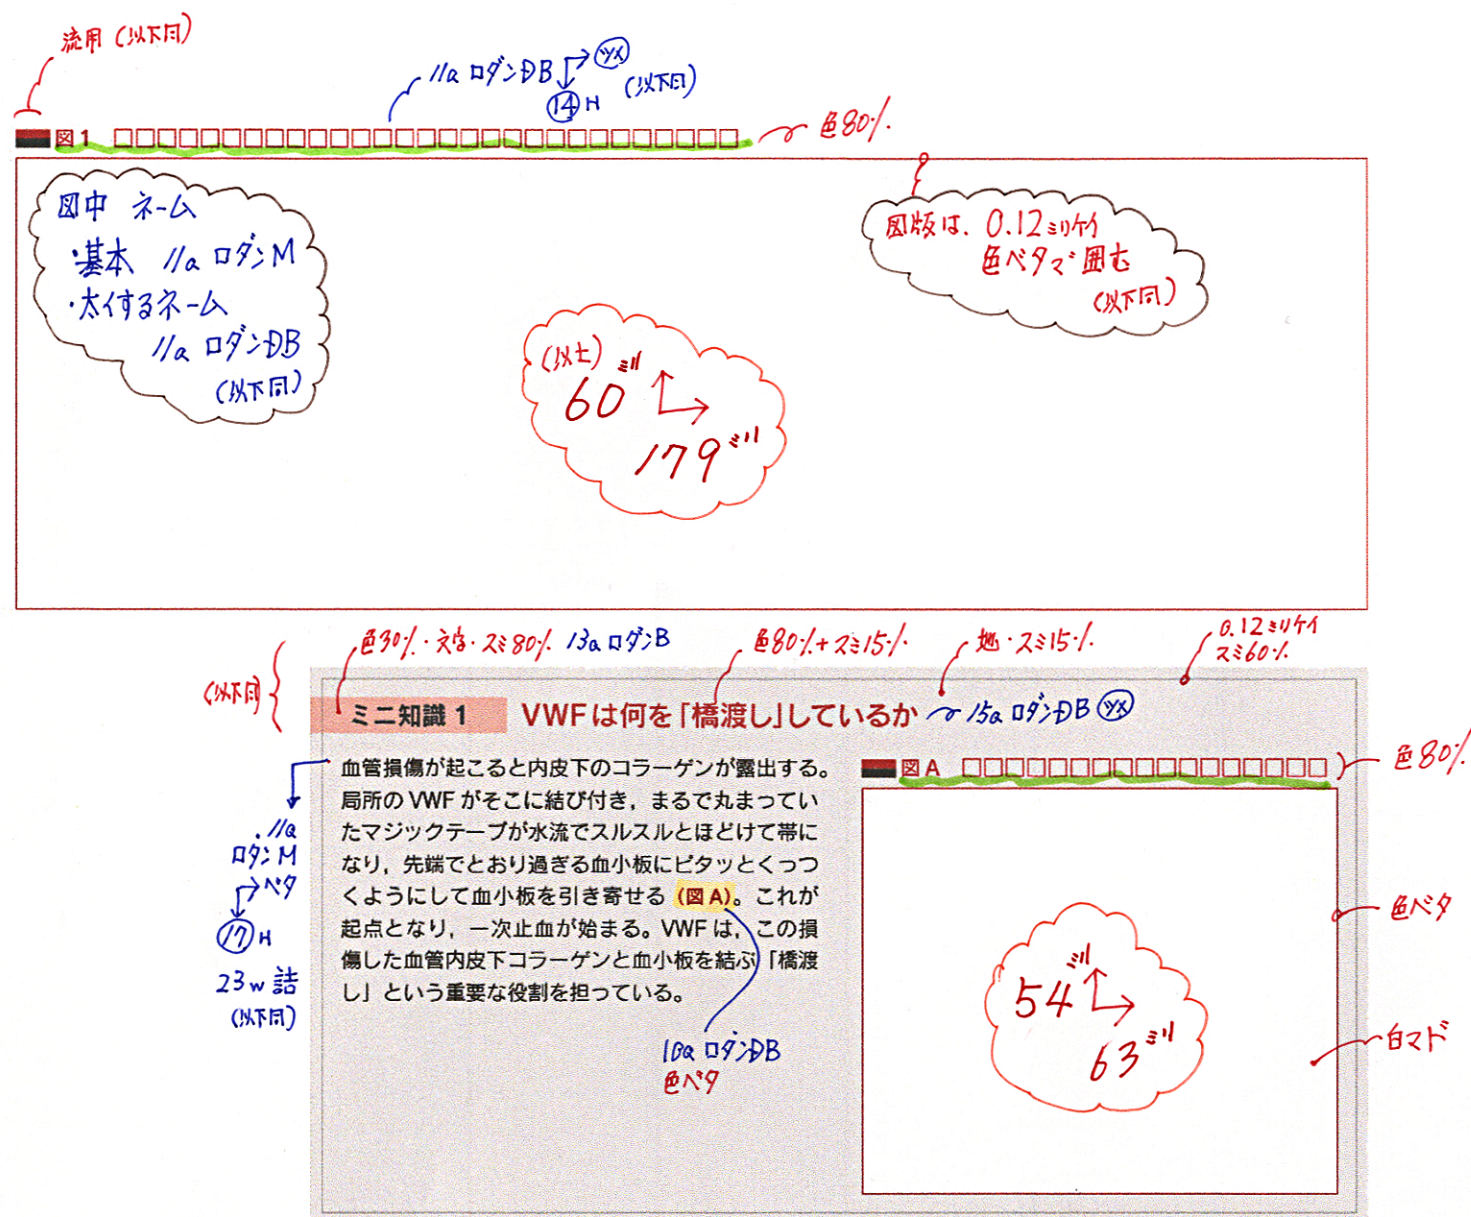 流用 (以下同)
11a ロダンDB → ツメ
14 H (以下同)
図1 □□□□□□□□□□□□□□□□□□□□□□□□□□□□□ 色80%
図中 ネーム
・基本 11a ロダンM
・太くするネーム
11a ロダンDB
(以下同)
図版は、0.12ミリケイ
色ベタで囲む
(以下同)
(以上)
60ミリ
179ミリ
(以下同)
色30%・文字・スミ80% 13a ロダンB
色80%+スミ15%
地・スミ15%
0.12ミリケイ
スミ60%
ミニ知識 1 VWFは何を「橋渡し」しているか 15a ロダンDB ツメ
血管損傷が起こると内皮下のコラーゲンが露出する。
局所のVWFがそこに結び付き，まるで丸まってい
たマジックテープが水流でスルスルとほどけて帯に
なり，先端でとおり過ぎる血小板にピタッとくっつ
くようにして血小板を引き寄せる（図A）。これが
起点となり，一次止血が始まる。VWFは，この損
傷した血管内皮下コラーゲンと血小板を結ぶ「橋渡
し」という重要な役割を担っている。
11a
ロダンM
→ベタ
17 H
23w詰
(以下同)
10a ロダンDB
色ベタ
図A □□□□□□□□□□□□□□□□□ 色80%
色ベタ
54ミリ
63ミリ
白マド